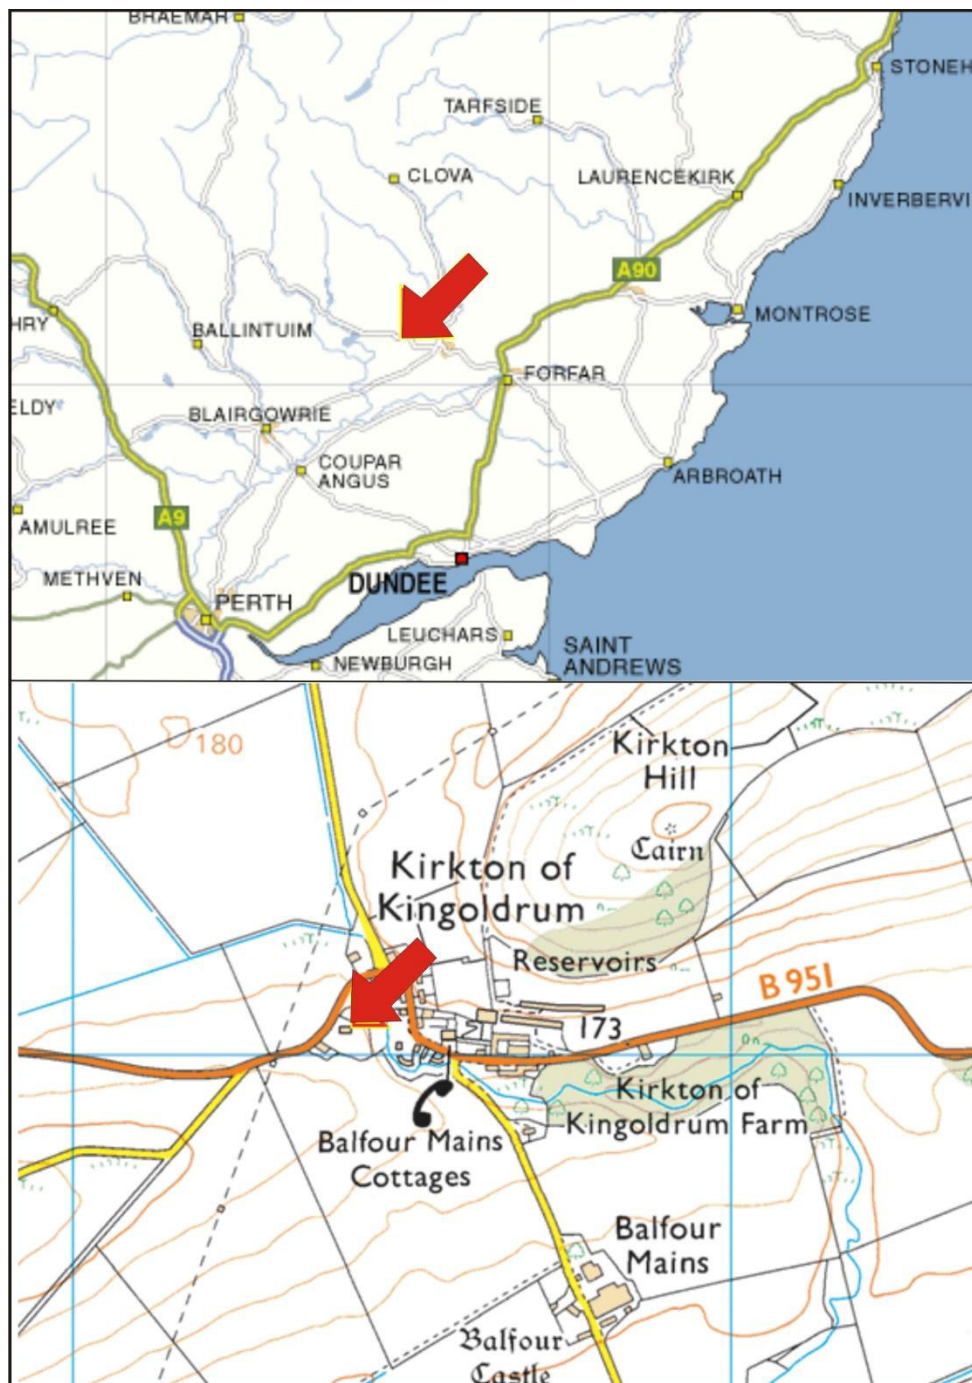 BRAEMAR
STONEH
TARFSIDE
CLOVA
LAURENCEKIRK
INVERBERVI
A90
HRY
BALLINTUIM
MONTROSE
FORFAR
ELDY
BLAIRGOWRIE
COUPAR
ANGUS
ARBROATH
A9
AMULREE
METHVEN
DUNDEE
PERTH
LEUCHARS
SAINT
ANDREWS
NEWBURGH
180
Kirkton
Hill
Cairn
Kirkton of
Kingoldrum
Reservoirs
B 951
173
Kirkton of
Kingoldrum Farm
Balfour Mains
Cottages
Balfour
Mains
Balfour
Castle